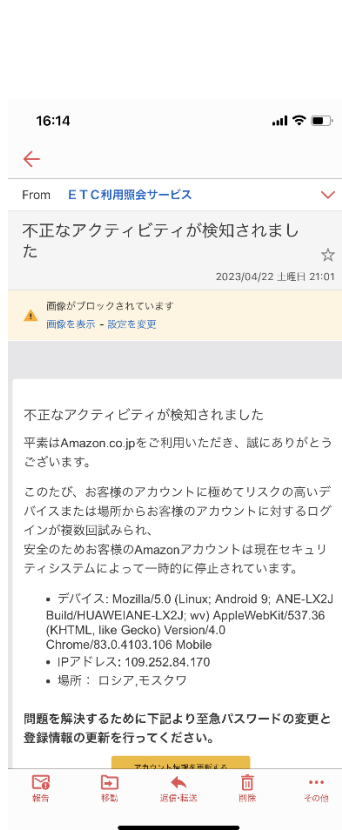 16:14
From ETC利用照会サービス
不正なアクティビティが検知されまし
た
2023/04/22 土曜日 21:01
画像がブロックされています
画像を表示 - 設定を変更
不正なアクティビティが検知されました
平素はAmazon.co.jpをご利用いただき、誠にありがとう
ございます。
このたび、お客様のアカウントに極めてリスクの高いデ
バイスまたは場所からお客様のアカウントに対するログ
インが複数回試みられ、
安全のためお客様のAmazonアカウントは現在セキュリ
ティシステムによって一時的に停止されています。
• デバイス: Mozilla/5.0 (Linux; Android 9; ANE-LX2J
Build/HUAWEIANE-LX2J; wv) AppleWebKit/537.36
(KHTML, like Gecko) Version/4.0
Chrome/83.0.4103.106 Mobile
• IPアドレス: 109.252.84.170
• 場所： ロシア,モスクワ
問題を解決するために下記より至急パスワードの変更と
登録情報の更新を行ってください。
アカウント情報を更新する
報告 移動 返信・転送 削除 その他